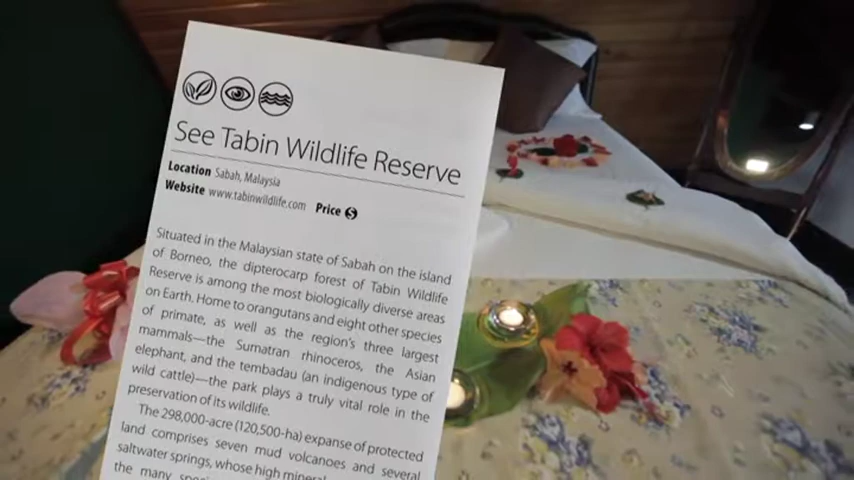 See Tabin Wildlife Reserve
Location Sabah, Malaysia
Website www.tabinwildlife.com Price $
Situated in the Malaysian state of Sabah on the island
of Borneo, the dipterocarp forest of Tabin Wildlife
Reserve is among the most biologically diverse areas
on Earth. Home to orangutans and eight other species
of primate, as well as the region's three largest
mammals—the Sumatran rhinoceros, the Asian
elephant, and the tembadau (an indigenous type of
wild cattle)—the park plays a truly vital role in the
preservation of its wildlife.
The 298,000-acre (120,500-ha) expanse of protected
land comprises seven mud volcanoes and several
saltwater springs, whose high mineral
the many